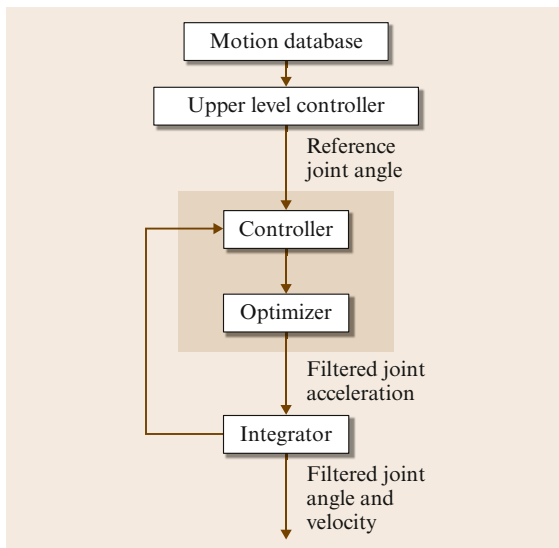 Motion database
Upper level controller
Reference
joint angle
Controller
Optimizer
Filtered joint
acceleration
Integrator
Filtered joint
angle and
velocity